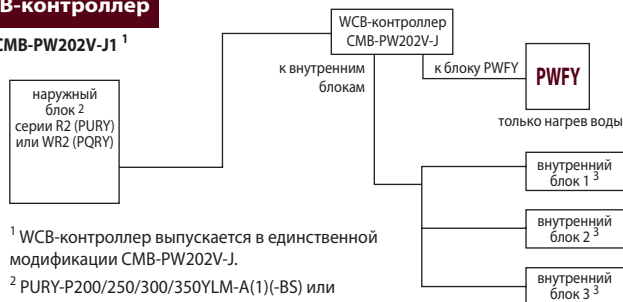 В-контроллер
CMB-PW202V-J1 ¹
WCB-контроллер
CMB-PW202V-J
к внутренним
блокам
к блоку PWFY
PWFY
только нагрев воды
наружный
блок ²
серии R2 (PURY)
или WR2 (PQRY)
внутренний
блок 1 ³
внутренний
блок 2 ³
внутренний
блок 3 ³
¹ WCB-контроллер выпускается в единственной
модификации CMB-PW202V-J.
² PURY-P200/250/300/350YLM-A(1)(-BS) или